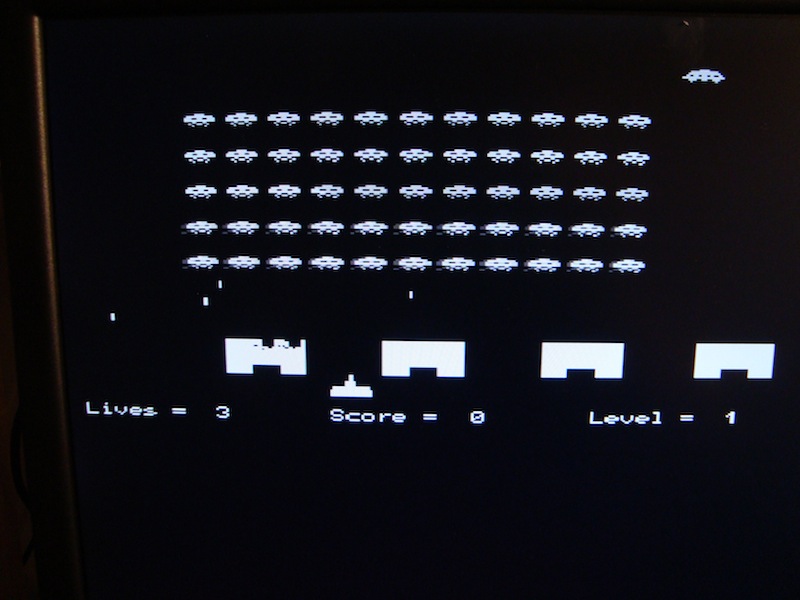 Lives = 3 Score = 0 Level = 1